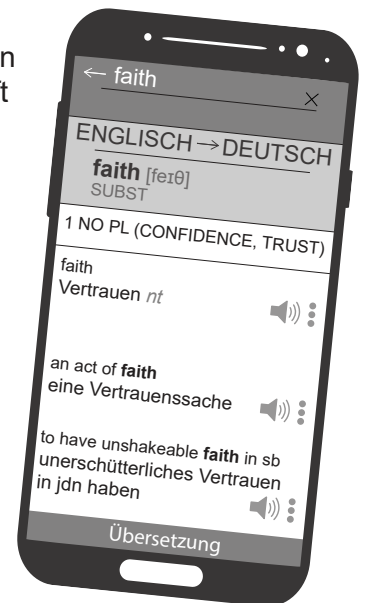 n
t
← faith ×
ENGLISCH → DEUTSCH
faith [feɪθ]
SUBST
1 NO PL (CONFIDENCE, TRUST)
faith
Vertrauen nt
an act of faith
eine Vertrauenssache
to have unshakeable faith in sb
unerschütterliches Vertrauen
in jdn haben
Übersetzung